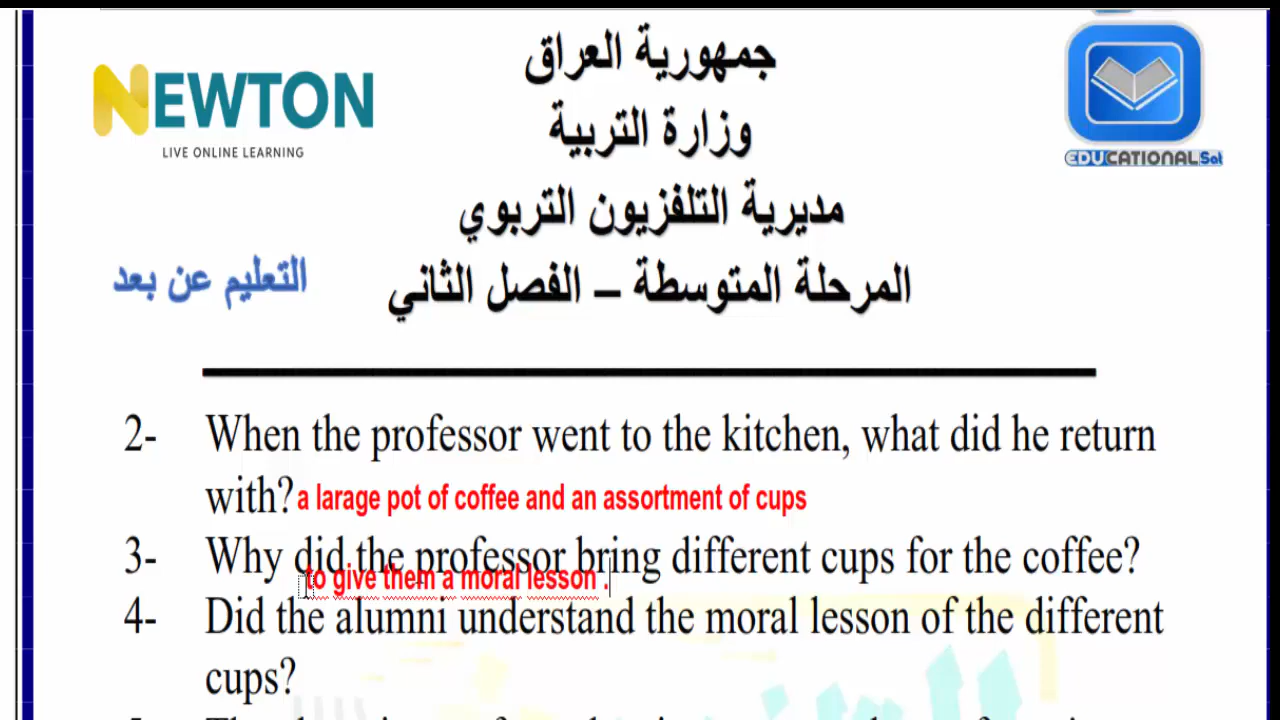 NEWTON
LIVE ONLINE LEARNING
جمهورية العراق
وزارة التربية
مديرية التلفزيون التربوي
المرحلة المتوسطة – الفصل الثاني
التعليم عن بعد
EDUCATIONAL Sat
2- When the professor went to the kitchen, what did he return
with? a larage pot of coffee and an assortment of cups
3- Why did the professor bring different cups for the coffee?
to give them a moral lesson .
4- Did the alumni understand the moral lesson of the different
cups?